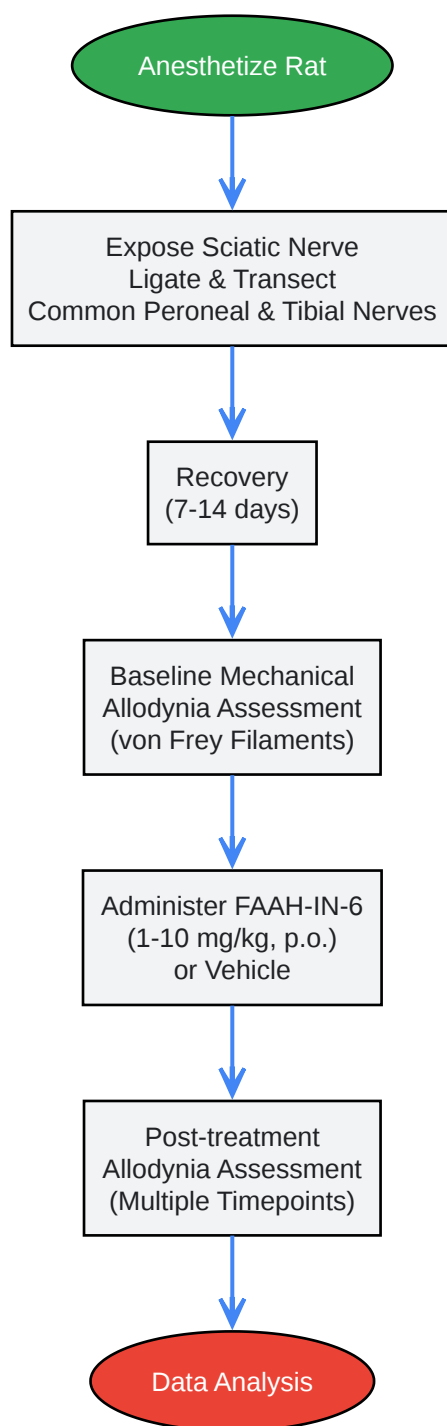 Anesthetize Rat
Expose Sciatic Nerve
Ligate & Transect
Common Peroneal & Tibial Nerves
Recovery
(7-14 days)
Baseline Mechanical
Allodynia Assessment
(von Frey Filaments)
Administer FAAH-IN-6
(1-10 mg/kg, p.o.)
or Vehicle
Post-treatment
Allodynia Assessment
(Multiple Timepoints)
Data Analysis